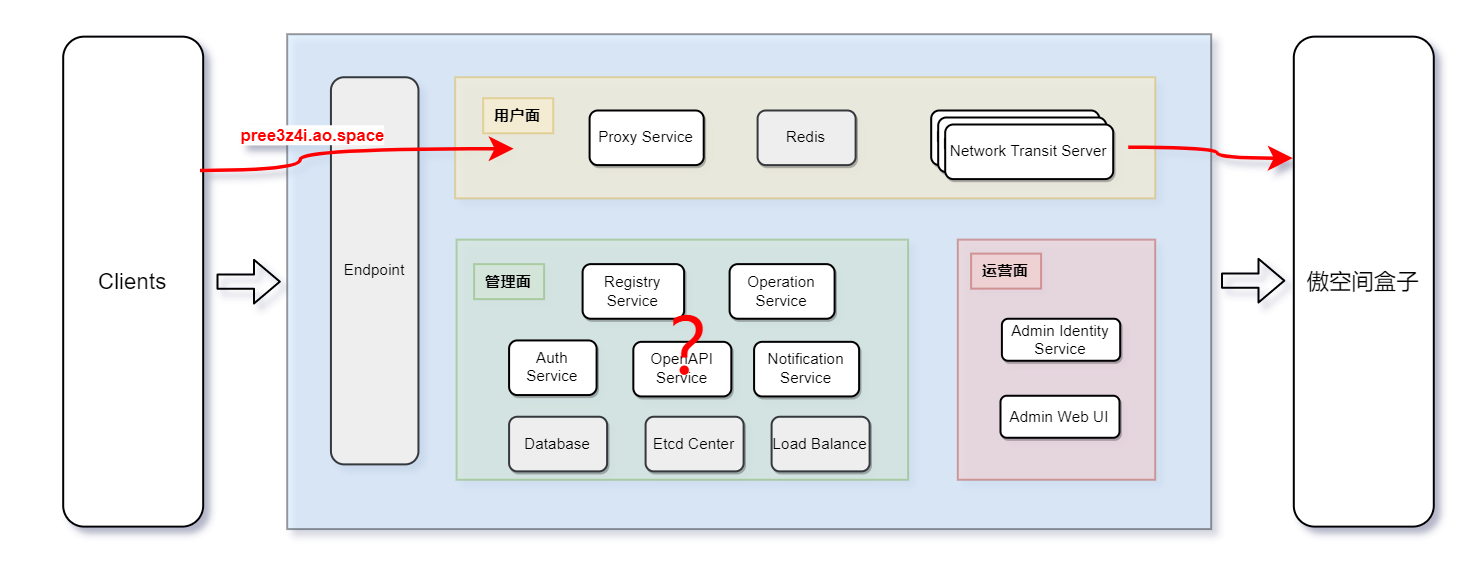 Clients
pree3z4i.ao.space
Endpoint
用户面
Proxy Service
Redis
Network Transit Server
管理面
Registry
Service
Operation
Service
?
Auth
Service
OpenAPI
Service
Notification
Service
Database
Etcd Center
Load Balance
运营面
Admin Identity
Service
Admin Web UI
傲空间盒子